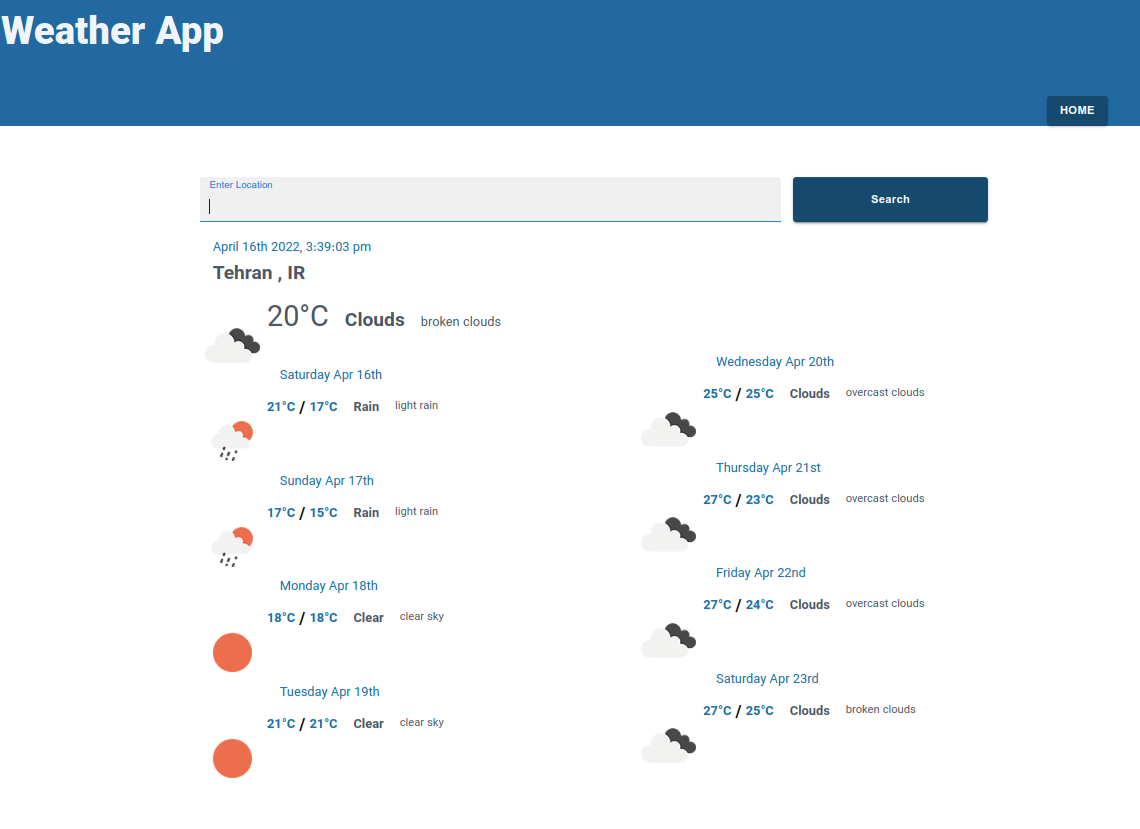 Weather App
HOME
Enter Location
Search
April 16th 2022, 3:39:03 pm
Tehran , IR
20°C Clouds broken clouds
Saturday Apr 16th
21°C / 17°C Rain light rain
Sunday Apr 17th
17°C / 15°C Rain light rain
Monday Apr 18th
18°C / 18°C Clear clear sky
Tuesday Apr 19th
21°C / 21°C Clear clear sky
Wednesday Apr 20th
25°C / 25°C Clouds overcast clouds
Thursday Apr 21st
27°C / 23°C Clouds overcast clouds
Friday Apr 22nd
27°C / 24°C Clouds overcast clouds
Saturday Apr 23rd
27°C / 25°C Clouds broken clouds